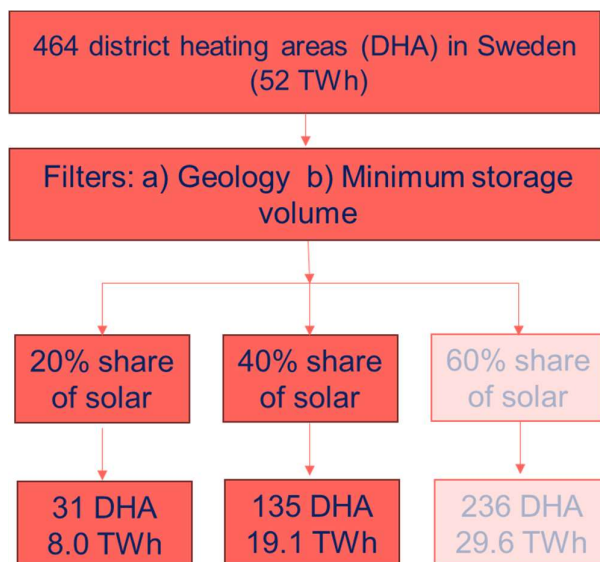 464 district heating areas (DHA) in Sweden
(52 TWh)
Filters: a) Geology b) Minimum storage
volume
20% share
of solar
40% share
of solar
60% share
of solar
31 DHA
8.0 TWh
135 DHA
19.1 TWh
236 DHA
29.6 TWh